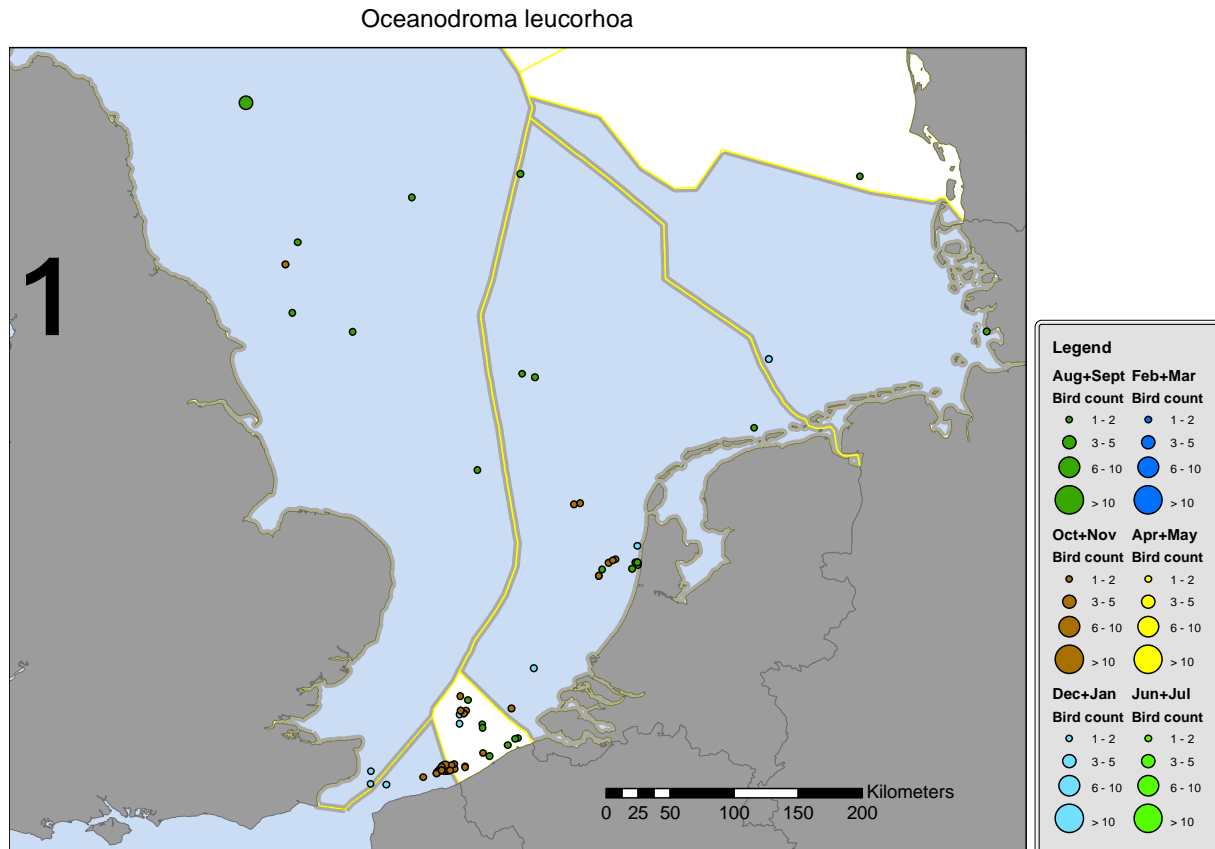 Oceanodroma leucorhoa
1
Kilometers
0 25 50 100 150 200
Legend
Aug+Sept Feb+Mar
Bird count Bird count
1 - 2 1 - 2
3 - 5 3 - 5
6 - 10 6 - 10
> 10 > 10
Oct+Nov Apr+May
Bird count Bird count
1 - 2 1 - 2
3 - 5 3 - 5
6 - 10 6 - 10
> 10 > 10
Dec+Jan Jun+Jul
Bird count Bird count
1 - 2 1 - 2
3 - 5 3 - 5
6 - 10 6 - 10
> 10 > 10